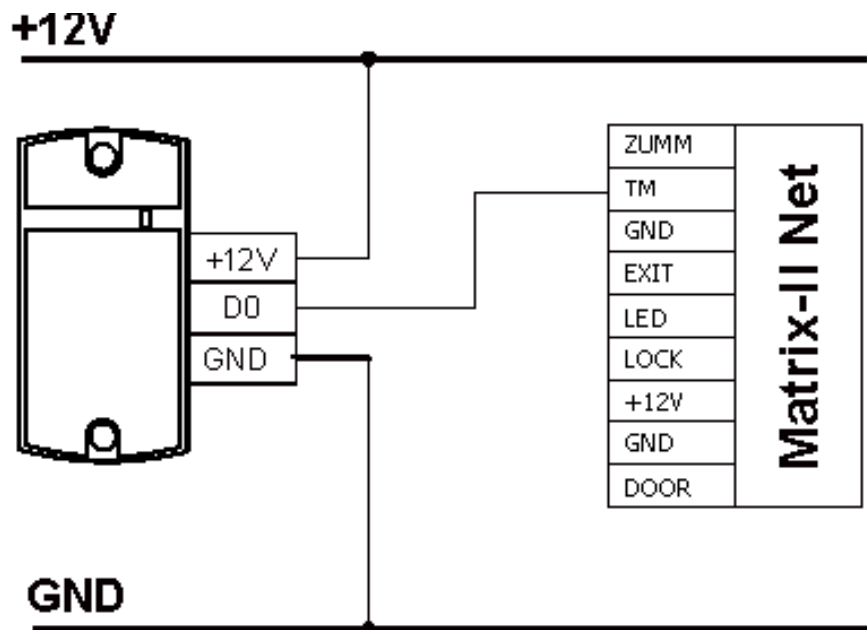 +12V
+12V
D0
GND
ZUMM
TM
GND
EXIT
LED
LOCK
+12V
GND
DOOR
Matrix-II Net
GND